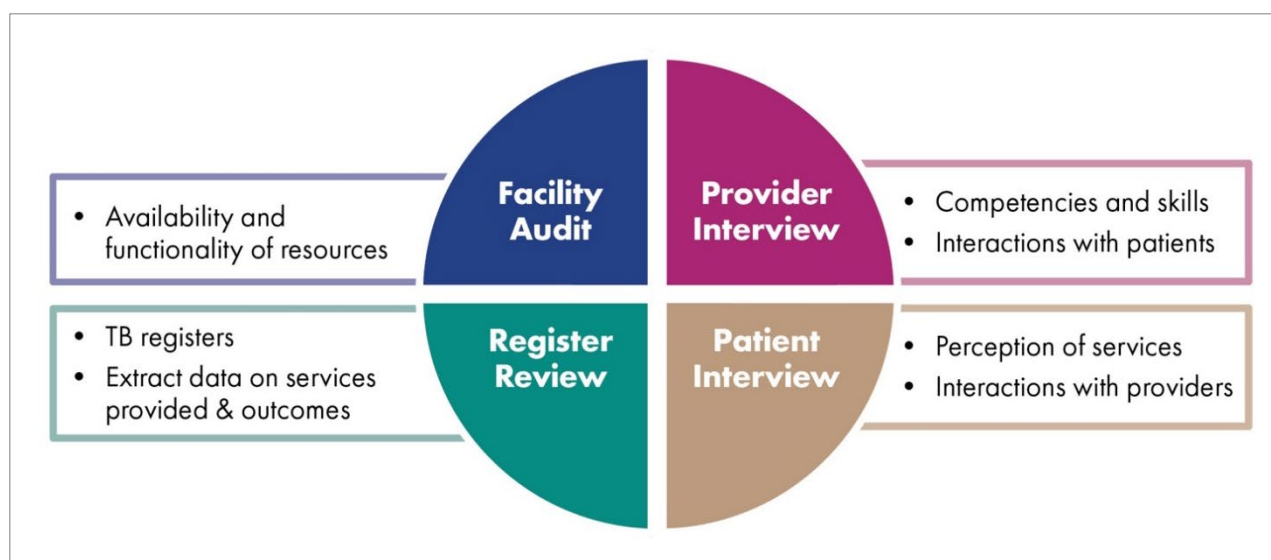 Facility
Audit
• Availability and
functionality of resources
Provider
Interview
• Competencies and skills
• Interactions with patients
Register
Review
• TB registers
• Extract data on services
provided & outcomes
Patient
Interview
• Perception of services
• Interactions with providers